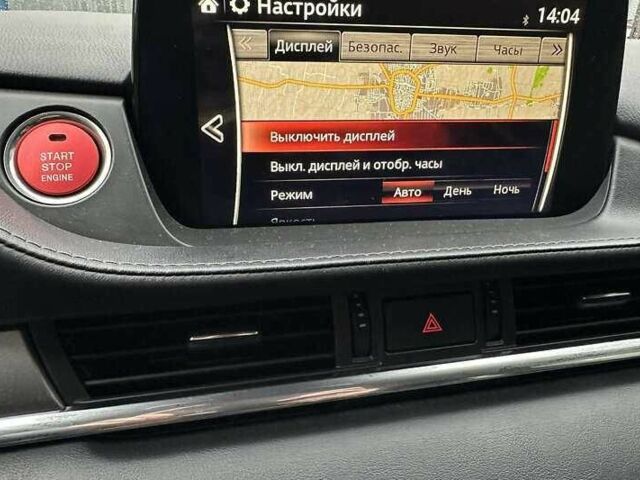 Настройки
14:04
Дисплей Безопас. Звук Часы
Выключить дисплей
Выкл. дисплей и отобр. часы
Режим Авто День Ночь
Яркость
START
STOP
ENGINE